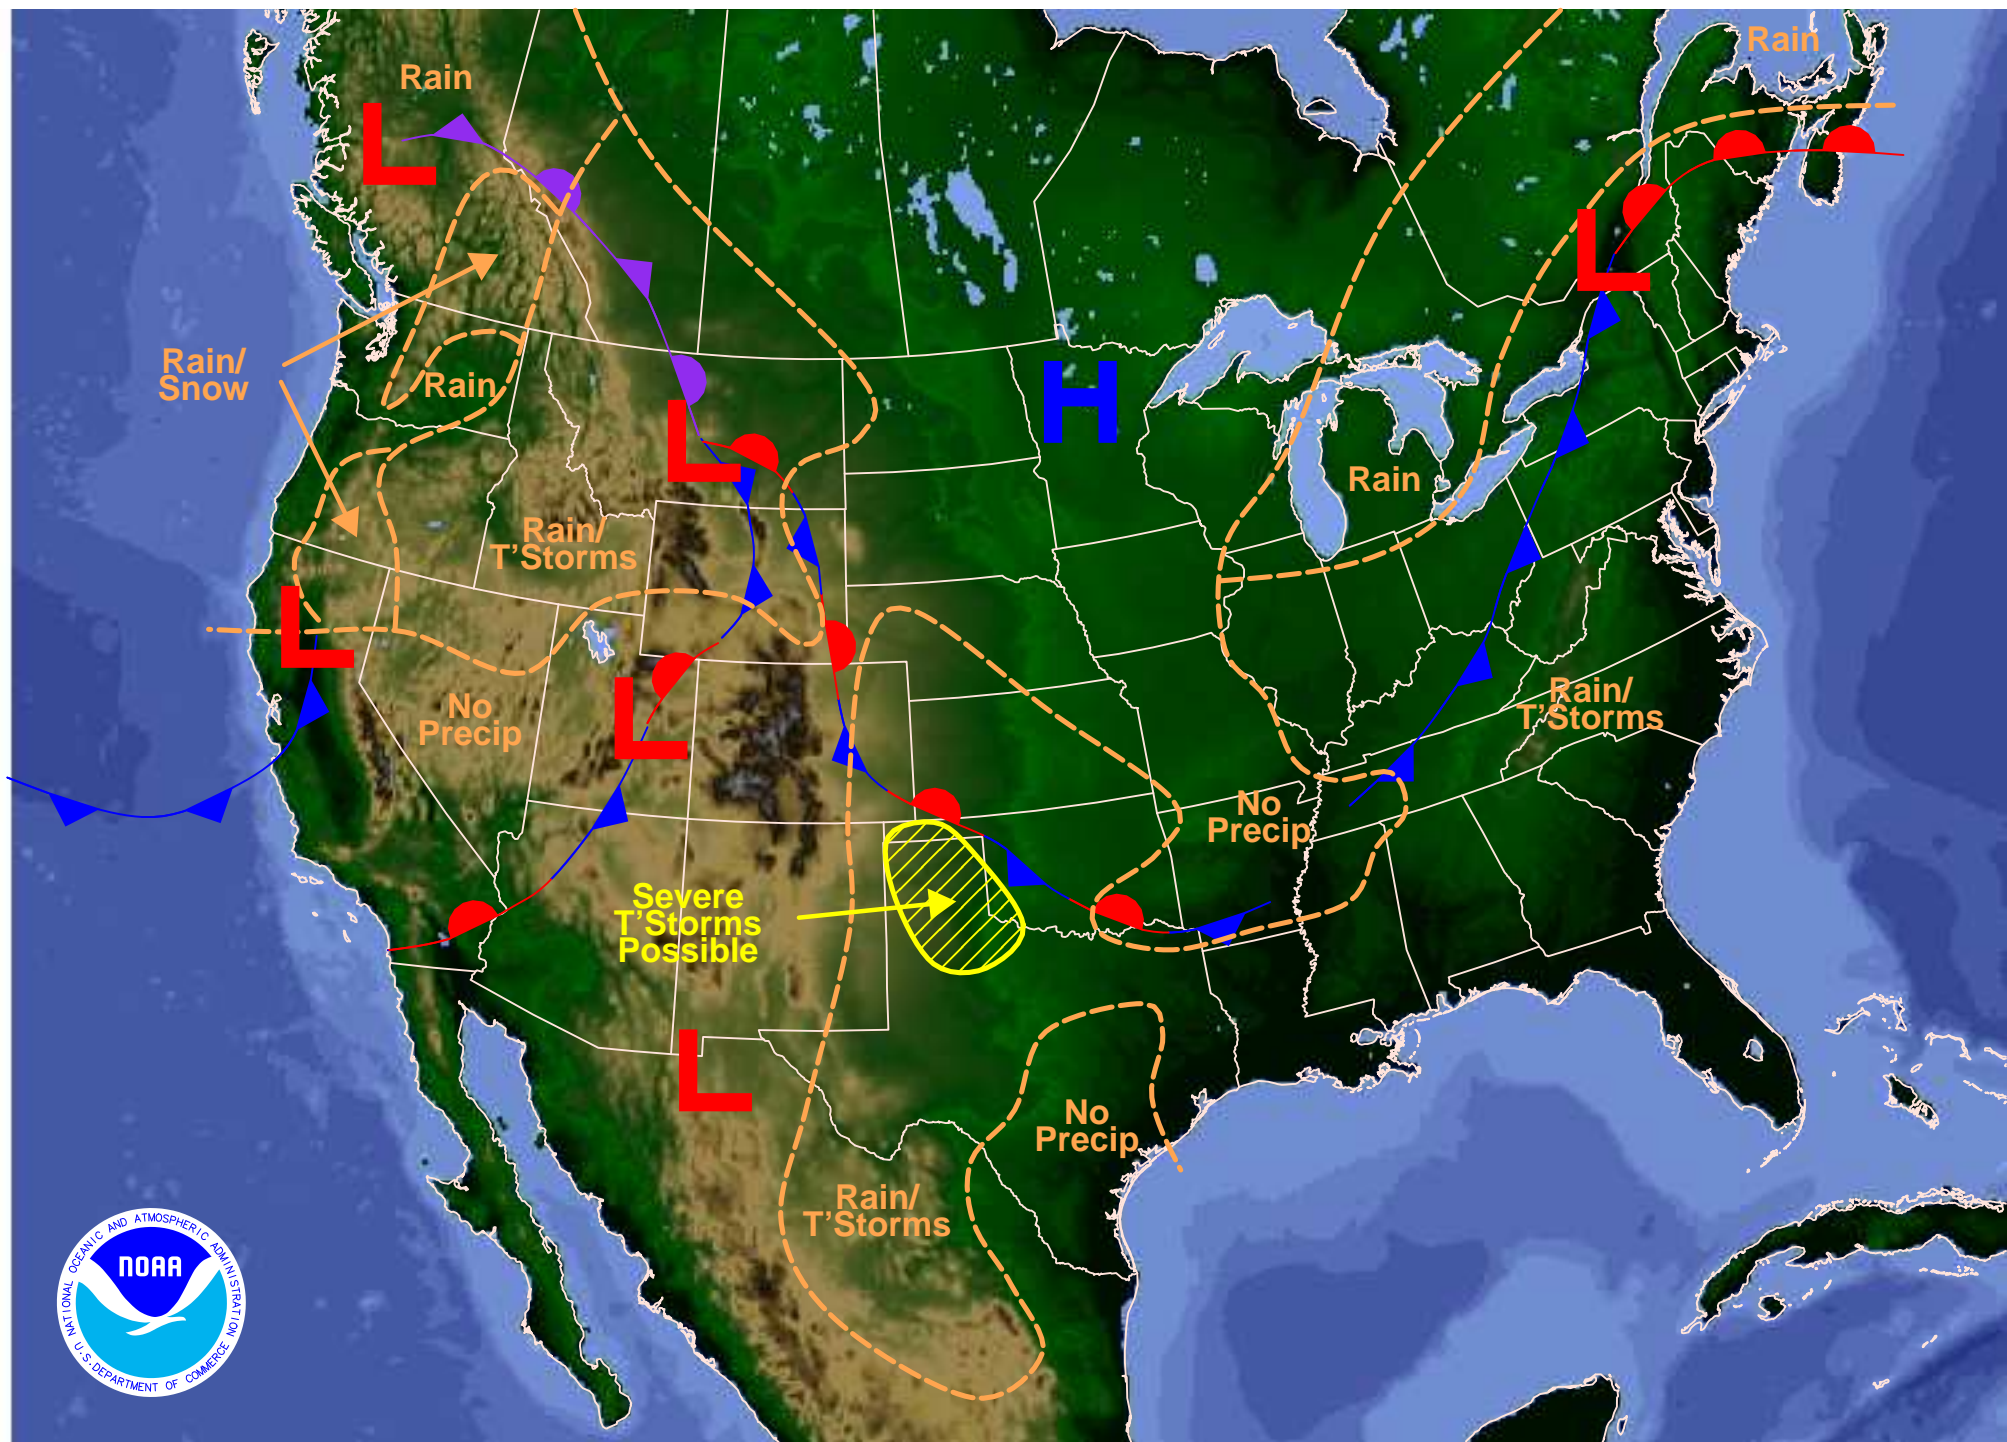 Rain
Rain
L
L
Rain/
Snow
Rain
H
L
Rain
Rain/
T'Storms
L
No
Precip
L
Rain/
T'Storms
No
Precip
Severe
T'Storms
Possible
L
No
Precip
Rain/
T'Storms
NATIONAL OCEANIC AND ATMOSPHERIC ADMINISTRATION
NOAA
U.S. DEPARTMENT OF COMMERCE